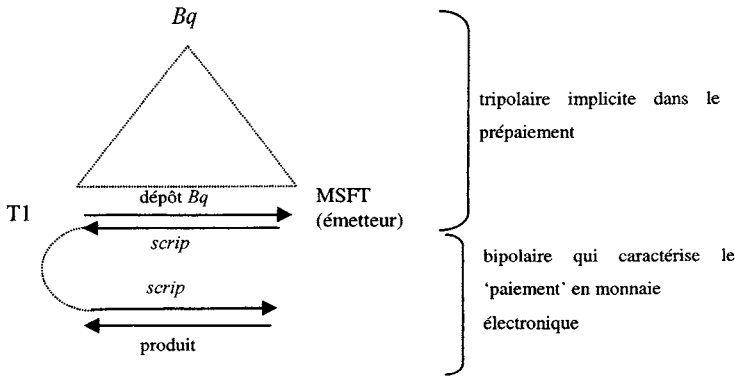 Bq
tripolaire implicite dans le
prépaiement
dépôt Bq
T1
MSFT
(émetteur)
scrip
scrip
produit
bipolaire qui caractérise le
‘paiement’ en monnaie
électronique